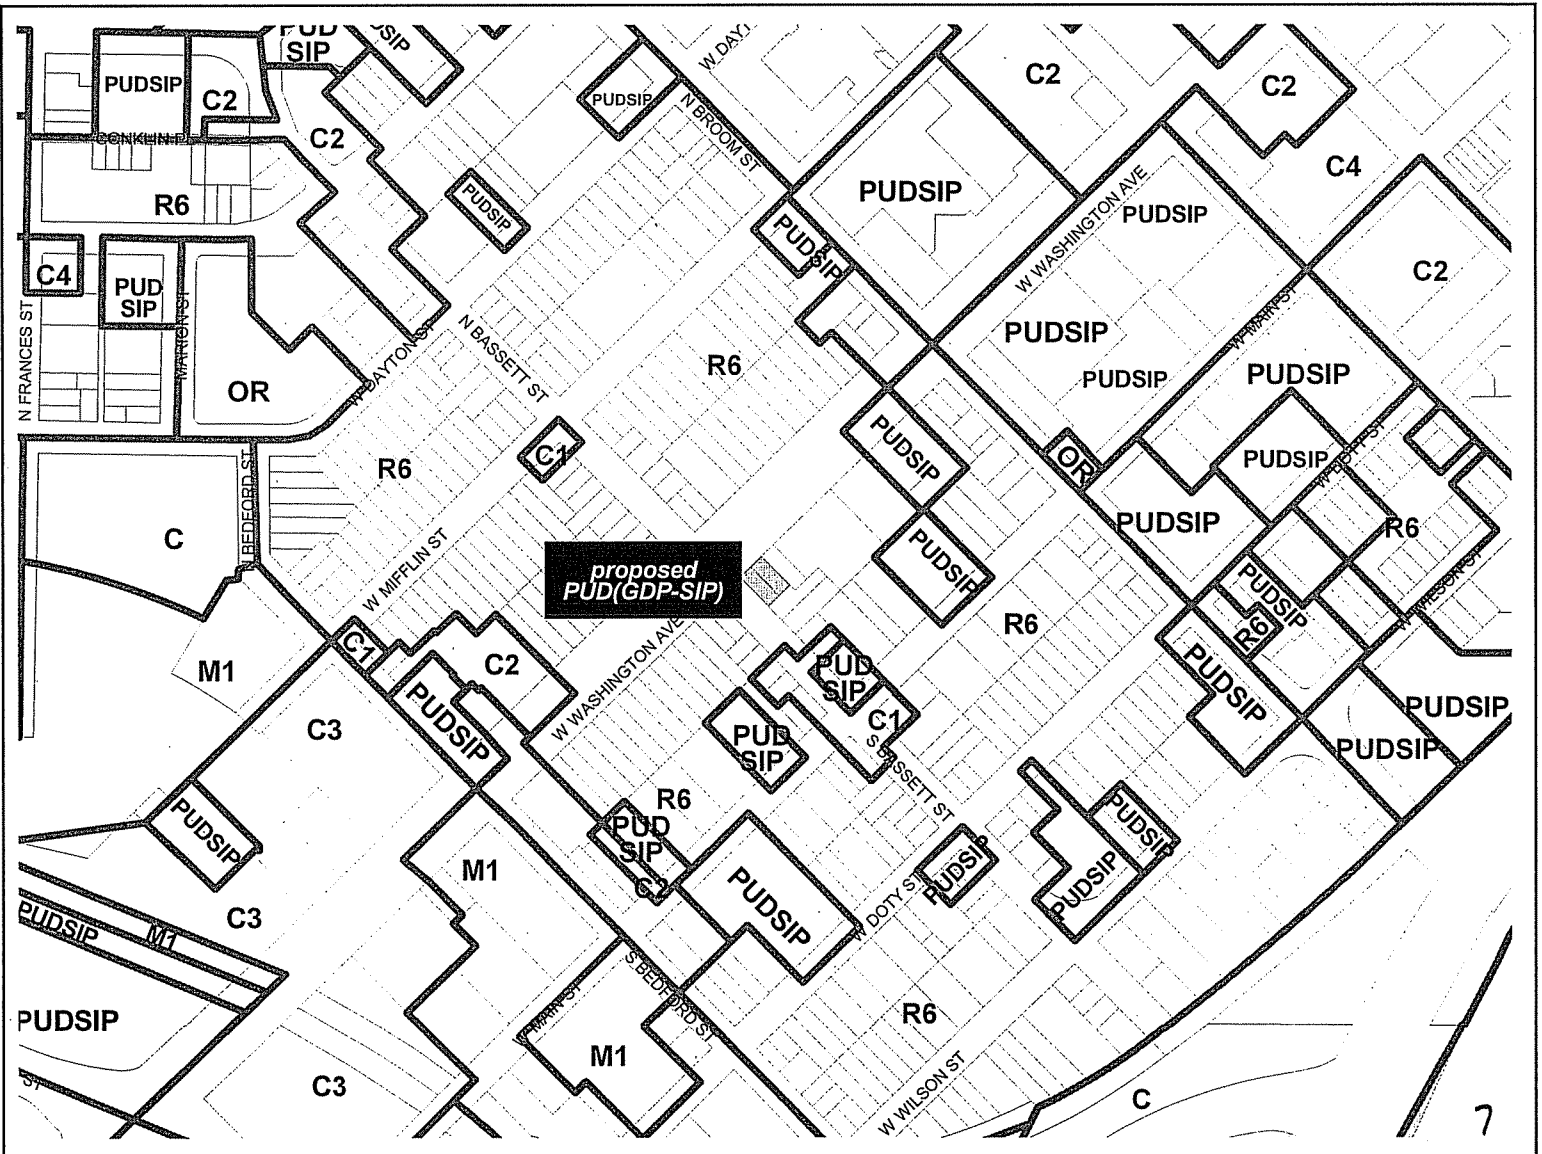 PUD
SIP
SIP
W DAYT
C2
C2
PUDSIP
C2
PUDSIP
N BROOM ST
C2
CONKLIN P
C4
R6
PUDSIP
PUDSIP
W WASHINGTON AVE
PUDSIP
PUDSIP
C4
PUD
SIP
C2
N FRANCES ST
MARION ST
W DAYTON ST
N BASSETT ST
R6
PUDSIP
W MAIN ST
PUDSIP
PUDSIP
OR
PUDSIP
C1
R6
OR
PUDSIP
PUDSIP
R6
C
BEDFORD ST
W MIFFLIN ST
proposed
PUD(GDP-SIP)
PUDSIP
PUDSIP
R6
W WILSON ST
R6
C1
M1
C2
W WASHINGTON AVE
PUD
SIP
C1
PUDSIP
PUDSIP
PUDSIP
PUDSIP
C3
PUD
SIP
S BASSETT ST
R6
PUDSIP
PUD
SIP
C2
PUDSIP
M1
PUDSIP
PUDSIP
PUDSIP
W DOTY S
C3
PUDSIP
M1
S BEDFORD ST
MAIN ST
PUDSIP
R6
M1
ST
C3
W WILSON ST
C
7